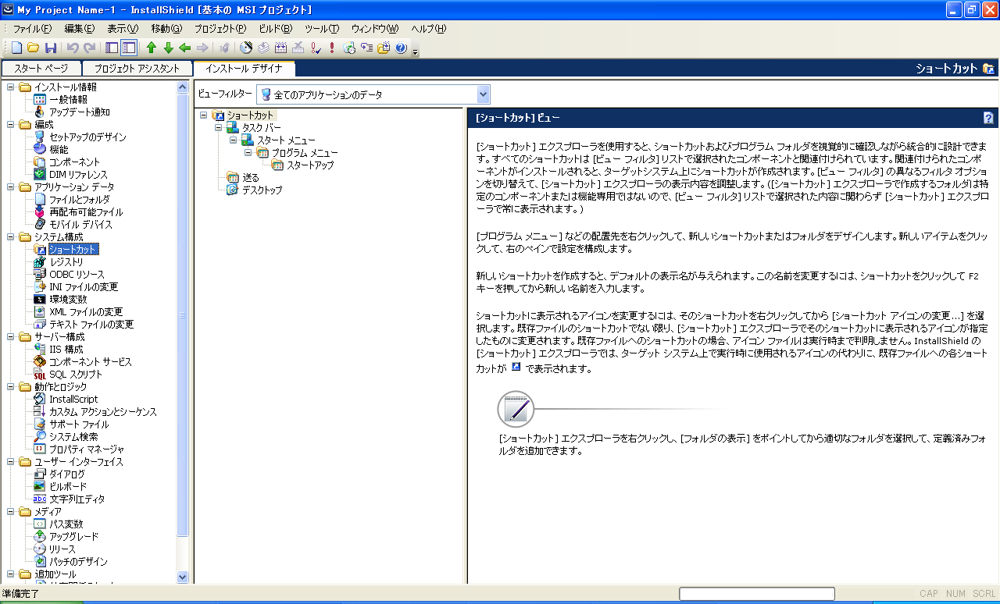 My Project Name-1 - InstallShield [基本の MSI プロジェクト]
ファイル(F) 編集(E) 表示(V) 移動(G) プロジェクト(P) ビルド(B) ツール(T) ウィンドウ(W) ヘルプ(H)
スタート ページ プロジェクト アシスタント インストール デザイナ ショートカット
インストール情報
一般情報
アップデート通知
編成
セットアップのデザイン
機能
コンポーネント
DIM リファレンス
アプリケーション データ
ファイルとフォルダ
再配布可能ファイル
モバイル デバイス
システム構成
ショートカット
レジストリ
ODBC リソース
INI ファイルの変更
環境変数
XML ファイルの変更
テキスト ファイルの変更
サーバー構成
IIS 構成
コンポーネント サービス
SQL スクリプト
動作とロジック
InstallScript
カスタム アクションとシーケンス
サポート ファイル
システム検索
プロパティ マネージャ
ユーザー インターフェイス
ダイアログ
ビルボード
文字列エディタ
メディア
パス変数
アップグレード
リリース
パッチのデザイン
追加ツール
ビューフィルター 全てのアプリケーションのデータ
ショートカット
タスク バー
スタート メニュー
プログラム メニュー
スタートアップ
送る
デスクトップ
[ショートカット] ビュー
[ショートカット] エクスプローラを使用すると、ショートカットおよびプログラム フォルダを視覚的に確認しながら統合的に設計できま
す。すべてのショートカットは [ビュー フィルタ] リストで選択されたコンポーネントと関連付けられています。関連付けられたコンポ
ーネントがインストールされると、ターゲットシステム上にショートカットが作成されます。[ビュー フィルタ] の異なるフィルタ オプショ
ンを切り替えて、[ショートカット] エクスプローラの表示内容を調整します。([ショートカット] エクスプローラで作成するフォルダは特
定のコンポーネントまたは機能専用ではないので、[ビュー フィルタ] リストで選択された内容に関わらず [ショートカット] エクスプロ
ーラで常に表示されます。)
[プログラム メニュー] などの配置先を右クリックして、新しいショートカットまたはフォルダをデザインします。新しいアイテムをクリッ
クして、右のペインで設定を構成します。
新しいショートカットを作成すると、デフォルトの表示名が与えられます。この名前を変更するには、ショートカットをクリックして F2
キーを押してから新しい名前を入力します。
ショートカットに表示されるアイコンを変更するには、そのショートカットを右クリックしてから [ショートカット アイコンの変更...] を選
択します。既存ファイルのショートカットでない限り、[ショートカット] エクスプローラでそのショートカットに表示されるアイコンが指定
したものに変更されます。既存ファイルへのショートカットの場合、アイコン ファイルは実行時まで判明しません。InstallShield の
[ショートカット] エクスプローラでは、ターゲット システム上で実行時に使用されるアイコンの代わりに、既存ファイルへの各ショート
カットが で表示されます。
[ショートカット] エクスプローラを右クリックし、[フォルダの表示] をポイントしてから適切なフォルダを選択して、定義済みフォ
ルダを追加できます。
準備完了 CAP NUM SCRL